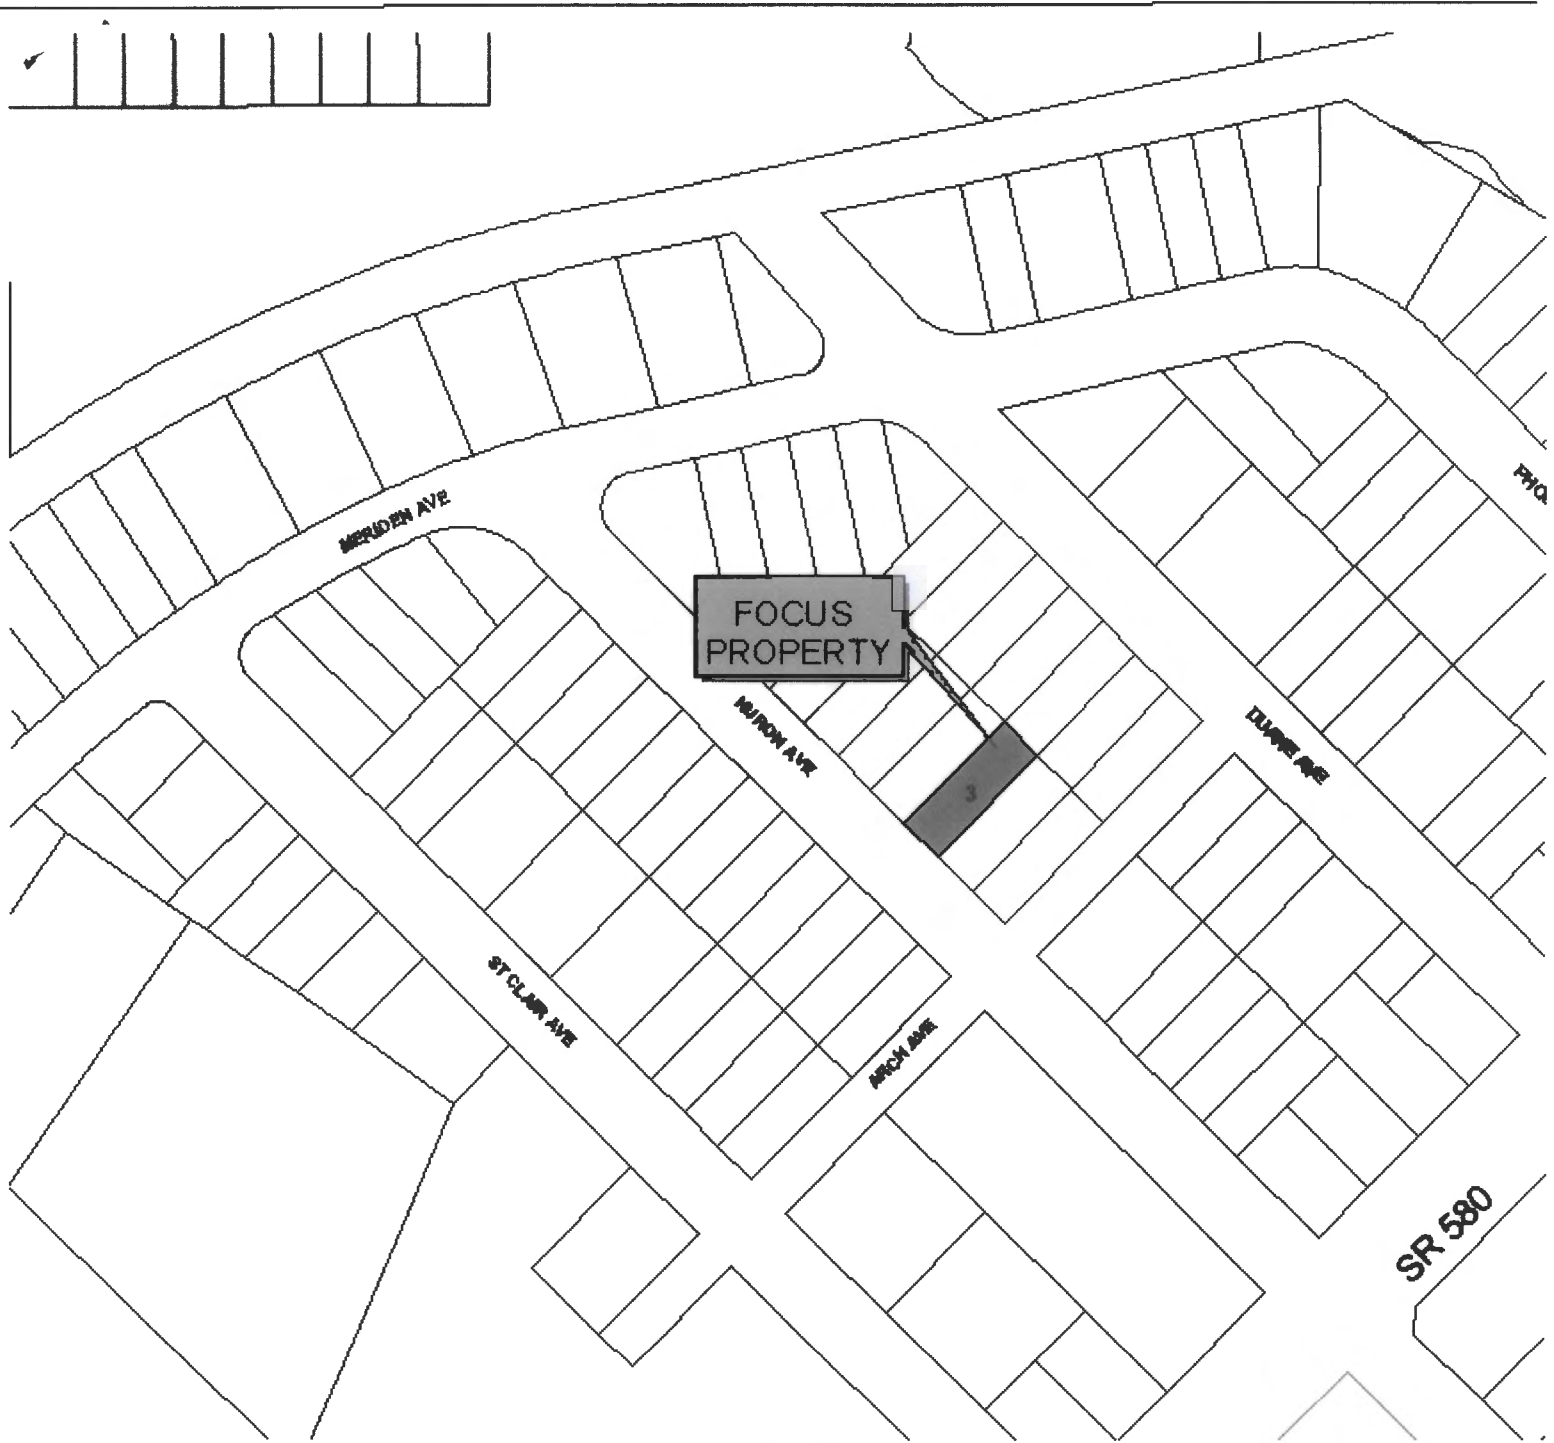 MERIDEN AVE
FOCUS
PROPERTY
HURON AVE
DUANE AVE
3
ST CLAIR AVE
ARCH AVE
SR 580